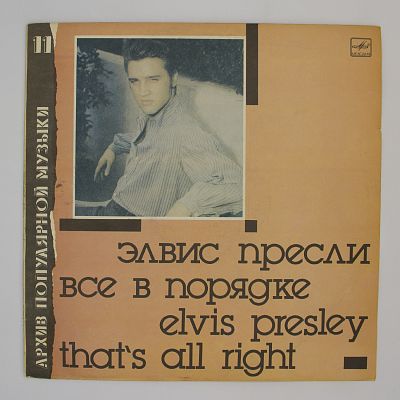 11
АРХИВ ПОПУЛЯРНОЙ МУЗЫКИ
элвис пресли
все в порядке
elvis presley
that's all right